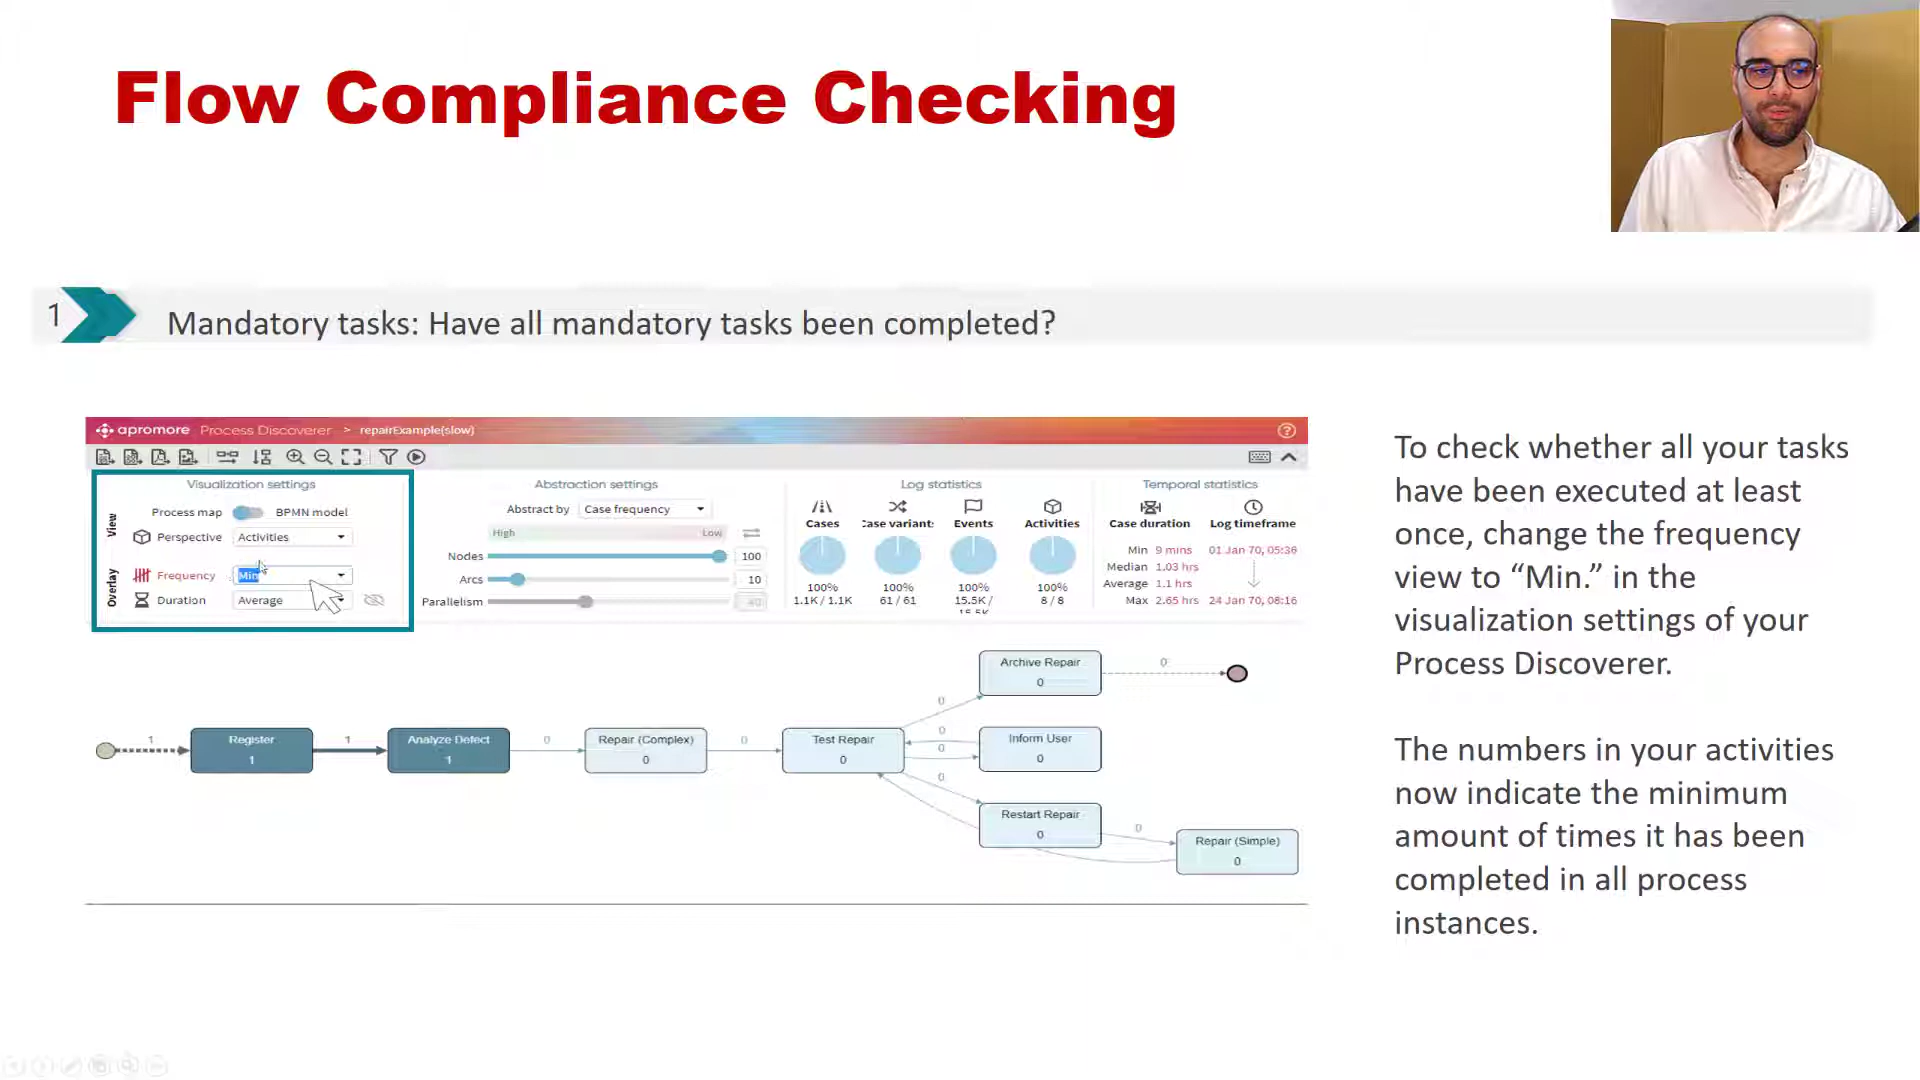 Flow Compliance Checking
1
Mandatory tasks: Have all mandatory tasks been completed?
apromore Process Discoverer > repairExample(slow)
Visualization settings
View
Process map BPMN model
Perspective Activities
Overlay
Frequency Min
Duration Average
Abstraction settings
Abstract by Case frequency
High Low
Nodes 100
Arcs 10
Parallelism 40
Log statistics
Cases Case variants Events Activities
100% 100% 100% 100%
1.1K / 1.1K 61 / 61 15.5K / 8 / 8
15.5K
Temporal statistics
Case duration Log timeframe
Min 9 mins 01 Jan 70, 05:36
Median 1.03 hrs
Average 1.1 hrs
Max 2.65 hrs 24 Jan 70, 08:16
1
Register
1
1
Analyze Defect
1
0
Repair (Complex)
0
0
Test Repair
0
0
0
0
0
Archive Repair
0
0
Inform User
0
Restart Repair
0
0
Repair (Simple)
0
To check whether all your tasks
have been executed at least
once, change the frequency
view to “Min.” in the
visualization settings of your
Process Discoverer.
The numbers in your activities
now indicate the minimum
amount of times it has been
completed in all process
instances.